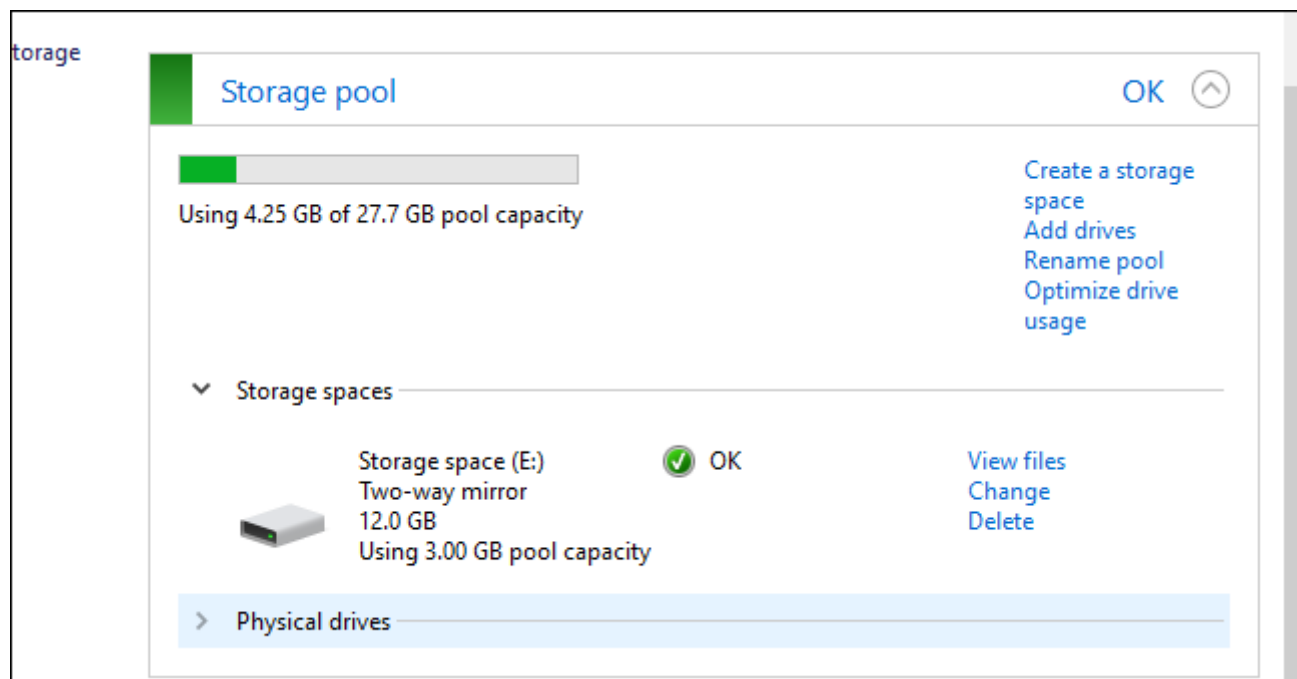 torage
Storage pool
OK
Using 4.25 GB of 27.7 GB pool capacity
Create a storage
space
Add drives
Rename pool
Optimize drive
usage
Storage spaces
Storage space (E:)
OK
View files
Two-way mirror
Change
12.0 GB
Delete
Using 3.00 GB pool capacity
Physical drives